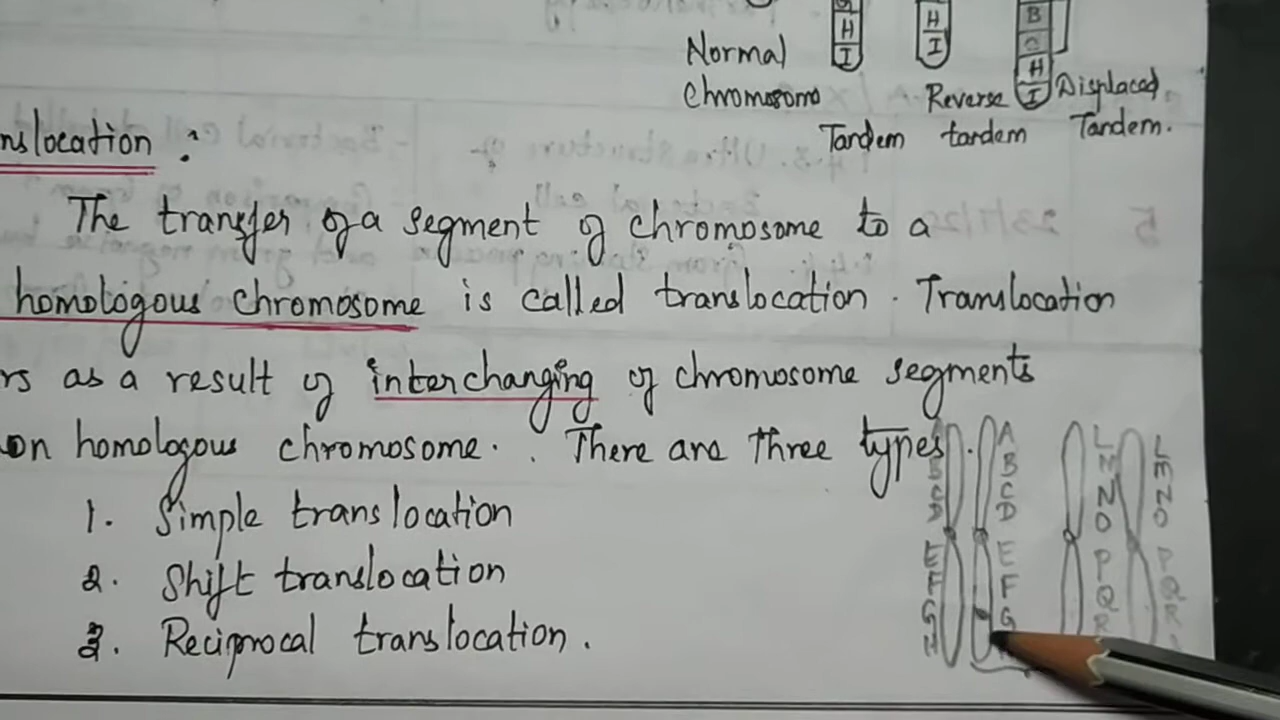 H
I
H
I
B
C
H
I
Normal
Chromosomo
Tandem
Reverse
tandem
Displaced
Tandem.
nslocation :
The transfer of a segment of chromosome to a
homologous chromosome is called translocation. Translocation
rs as a result of interchanging of chromosome segments
on homologous chromosome. There are three types.
1. Simple translocation
2. Shift translocation
3. Reciprocal translocation.
B C D E F G H
A B C D E F G
L M N O P Q R
L M N O P Q R
5